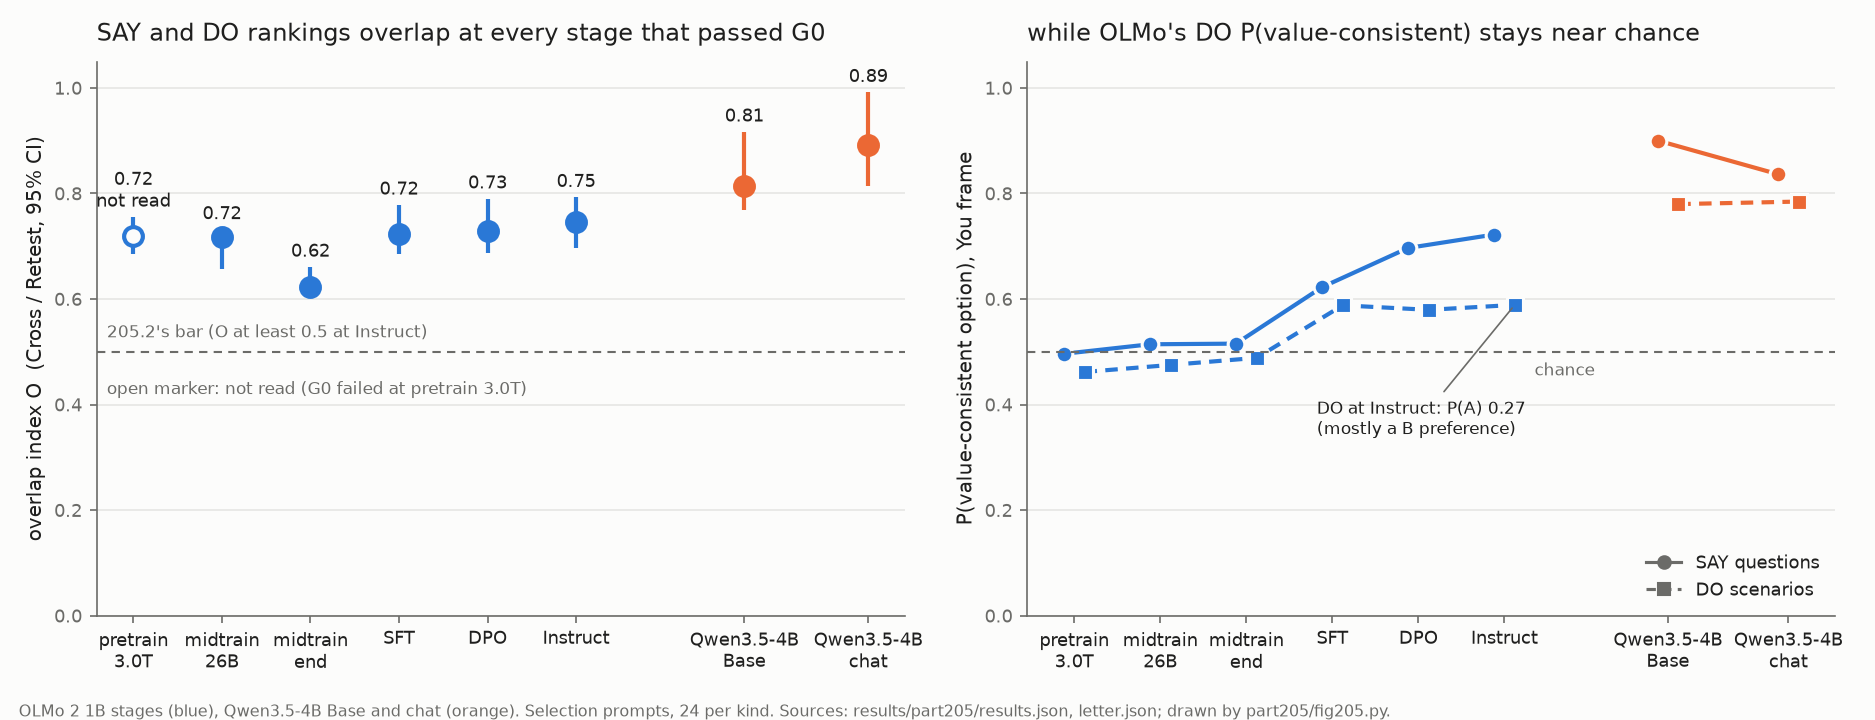 SAY and DO rankings overlap at every stage that passed G0
overlap index O (Cross / Retest, 95% CI)
1.0
0.8
0.6
0.4
0.2
0.0
0.72
not read
0.72
0.62
0.72
0.73
0.75
0.81
0.89
205.2's bar (O at least 0.5 at Instruct)
open marker: not read (G0 failed at pretrain 3.0T)
pretrain
3.0T
midtrain
26B
midtrain
end
SFT
DPO
Instruct
Qwen3.5-4B
Base
Qwen3.5-4B
chat
while OLMo's DO P(value-consistent) stays near chance
P(value-consistent option), You frame
1.0
0.8
0.6
0.4
0.2
0.0
chance
DO at Instruct: P(A) 0.27
(mostly a B preference)
SAY questions
DO scenarios
pretrain
3.0T
midtrain
26B
midtrain
end
SFT
DPO
Instruct
Qwen3.5-4B
Base
Qwen3.5-4B
chat
OLMo 2 1B stages (blue), Qwen3.5-4B Base and chat (orange). Selection prompts, 24 per kind. Sources: results/part205/results.json, letter.json; drawn by part205/fig205.py.